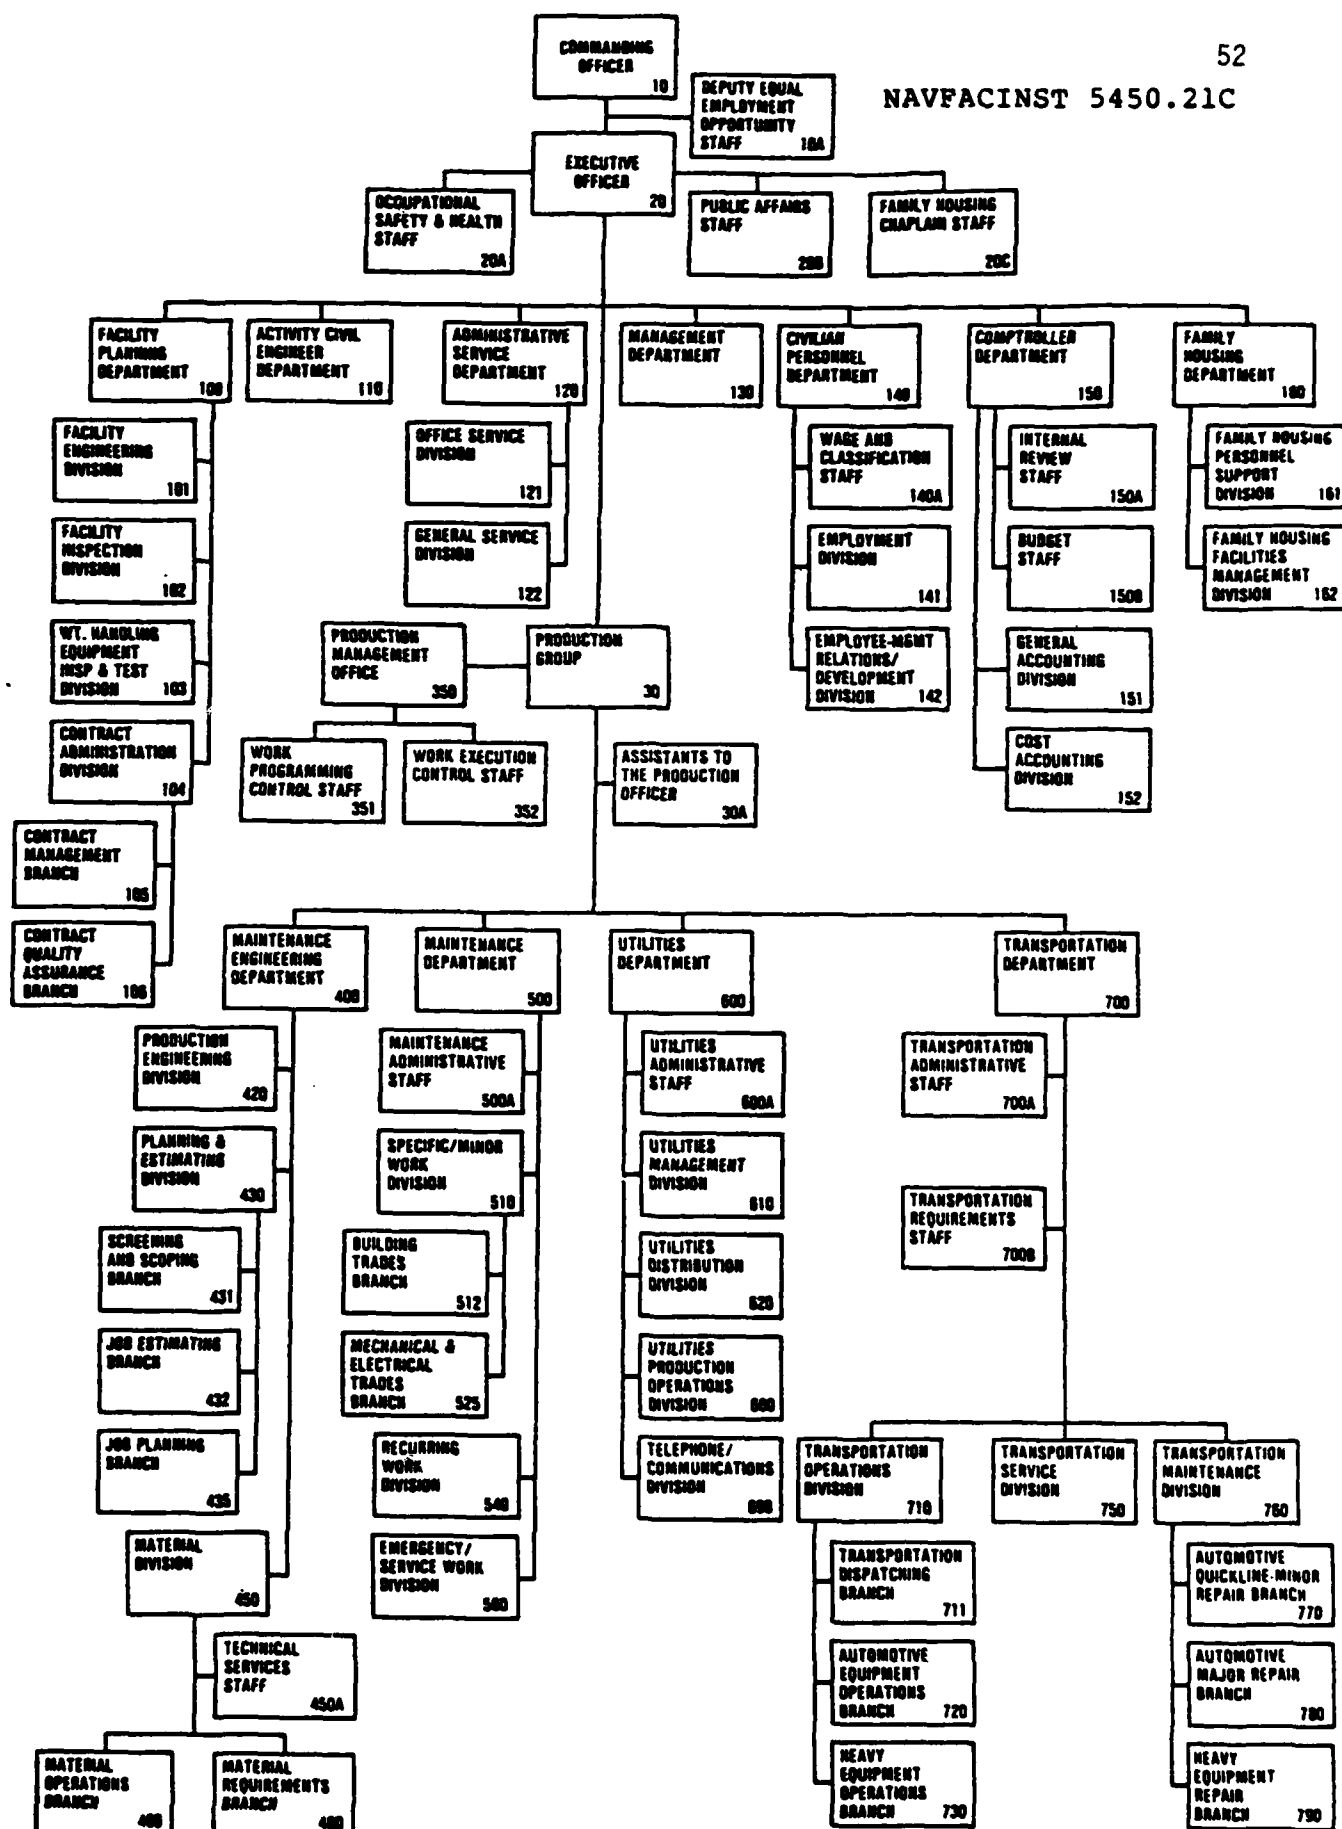 52
NAVFACINST 5450.21C
COMMANDING
OFFICER
10
DEPUTY EQUAL
EMPLOYMENT
OPPORTUNITY
STAFF 10A
EXECUTIVE
OFFICER
20
OCCUPATIONAL
SAFETY & HEALTH
STAFF
20A
PUBLIC AFFAIRS
STAFF
20B
FAMILY HOUSING
CHAPLAIN STAFF
20C
FACILITY
PLANNING
DEPARTMENT
100
ACTIVITY CIVIL
ENGINEER
DEPARTMENT
110
ADMINISTRATIVE
SERVICE
DEPARTMENT
120
MANAGEMENT
DEPARTMENT
130
CIVILIAN
PERSONNEL
DEPARTMENT
140
COMPTROLLER
DEPARTMENT
150
FAMILY
HOUSING
DEPARTMENT
160
FACILITY
ENGINEERING
DIVISION
101
FACILITY
INSPECTION
DIVISION
102
WT. HANDLING
EQUIPMENT
INSP & TEST
DIVISION 103
CONTRACT
ADMINISTRATION
DIVISION
104
CONTRACT
MANAGEMENT
BRANCH
105
CONTRACT
QUALITY
ASSURANCE
BRANCH 106
OFFICE SERVICE
DIVISION
121
GENERAL SERVICE
DIVISION
122
WAGE AND
CLASSIFICATION
STAFF
140A
EMPLOYMENT
DIVISION
141
EMPLOYEE-MGMT
RELATIONS/
DEVELOPMENT
DIVISION 142
INTERNAL
REVIEW
STAFF
150A
BUDGET
STAFF
150B
GENERAL
ACCOUNTING
DIVISION
151
COST
ACCOUNTING
DIVISION
152
FAMILY HOUSING
PERSONNEL
SUPPORT
DIVISION 161
FAMILY HOUSING
FACILITIES
MANAGEMENT
DIVISION 162
PRODUCTION
MANAGEMENT
OFFICE
350
PRODUCTION
GROUP
30
WORK
PROGRAMMING
CONTROL STAFF
351
WORK EXECUTION
CONTROL STAFF
352
ASSISTANTS TO
THE PRODUCTION
OFFICER
30A
MAINTENANCE
ENGINEERING
DEPARTMENT
400
MAINTENANCE
DEPARTMENT
500
UTILITIES
DEPARTMENT
600
TRANSPORTATION
DEPARTMENT
700
PRODUCTION
ENGINEERING
DIVISION
420
PLANNING &
ESTIMATING
DIVISION
430
SCREENING
AND SCOPING
BRANCH
431
JOB ESTIMATING
BRANCH
432
JOB PLANNING
BRANCH
435
MATERIAL
DIVISION
450
TECHNICAL
SERVICES
STAFF
450A
MATERIAL
OPERATIONS
BRANCH
MATERIAL
REQUIREMENTS
BRANCH
MAINTENANCE
ADMINISTRATIVE
STAFF
500A
SPECIFIC/MINOR
WORK
DIVISION
510
BUILDING
TRADES
BRANCH
512
MECHANICAL &
ELECTRICAL
TRADES
BRANCH 525
RECURRING
WORK
DIVISION
540
EMERGENCY/
SERVICE WORK
DIVISION
560
UTILITIES
ADMINISTRATIVE
STAFF
600A
UTILITIES
MANAGEMENT
DIVISION
610
UTILITIES
DISTRIBUTION
DIVISION
620
UTILITIES
PRODUCTION
OPERATIONS
DIVISION
TELEPHONE/
COMMUNICATIONS
DIVISION
TRANSPORTATION
ADMINISTRATIVE
STAFF
700A
TRANSPORTATION
REQUIREMENTS
STAFF
700B
TRANSPORTATION
OPERATIONS
DIVISION
710
TRANSPORTATION
SERVICE
DIVISION
750
TRANSPORTATION
MAINTENANCE
DIVISION
760
TRANSPORTATION
DISPATCHING
BRANCH
711
AUTOMOTIVE
EQUIPMENT
OPERATIONS
BRANCH 720
HEAVY
EQUIPMENT
OPERATIONS
BRANCH 730
AUTOMOTIVE
QUICKLINE-MINOR
REPAIR BRANCH
770
AUTOMOTIVE
MAJOR REPAIR
BRANCH
780
HEAVY
EQUIPMENT
REPAIR
BRANCH 790